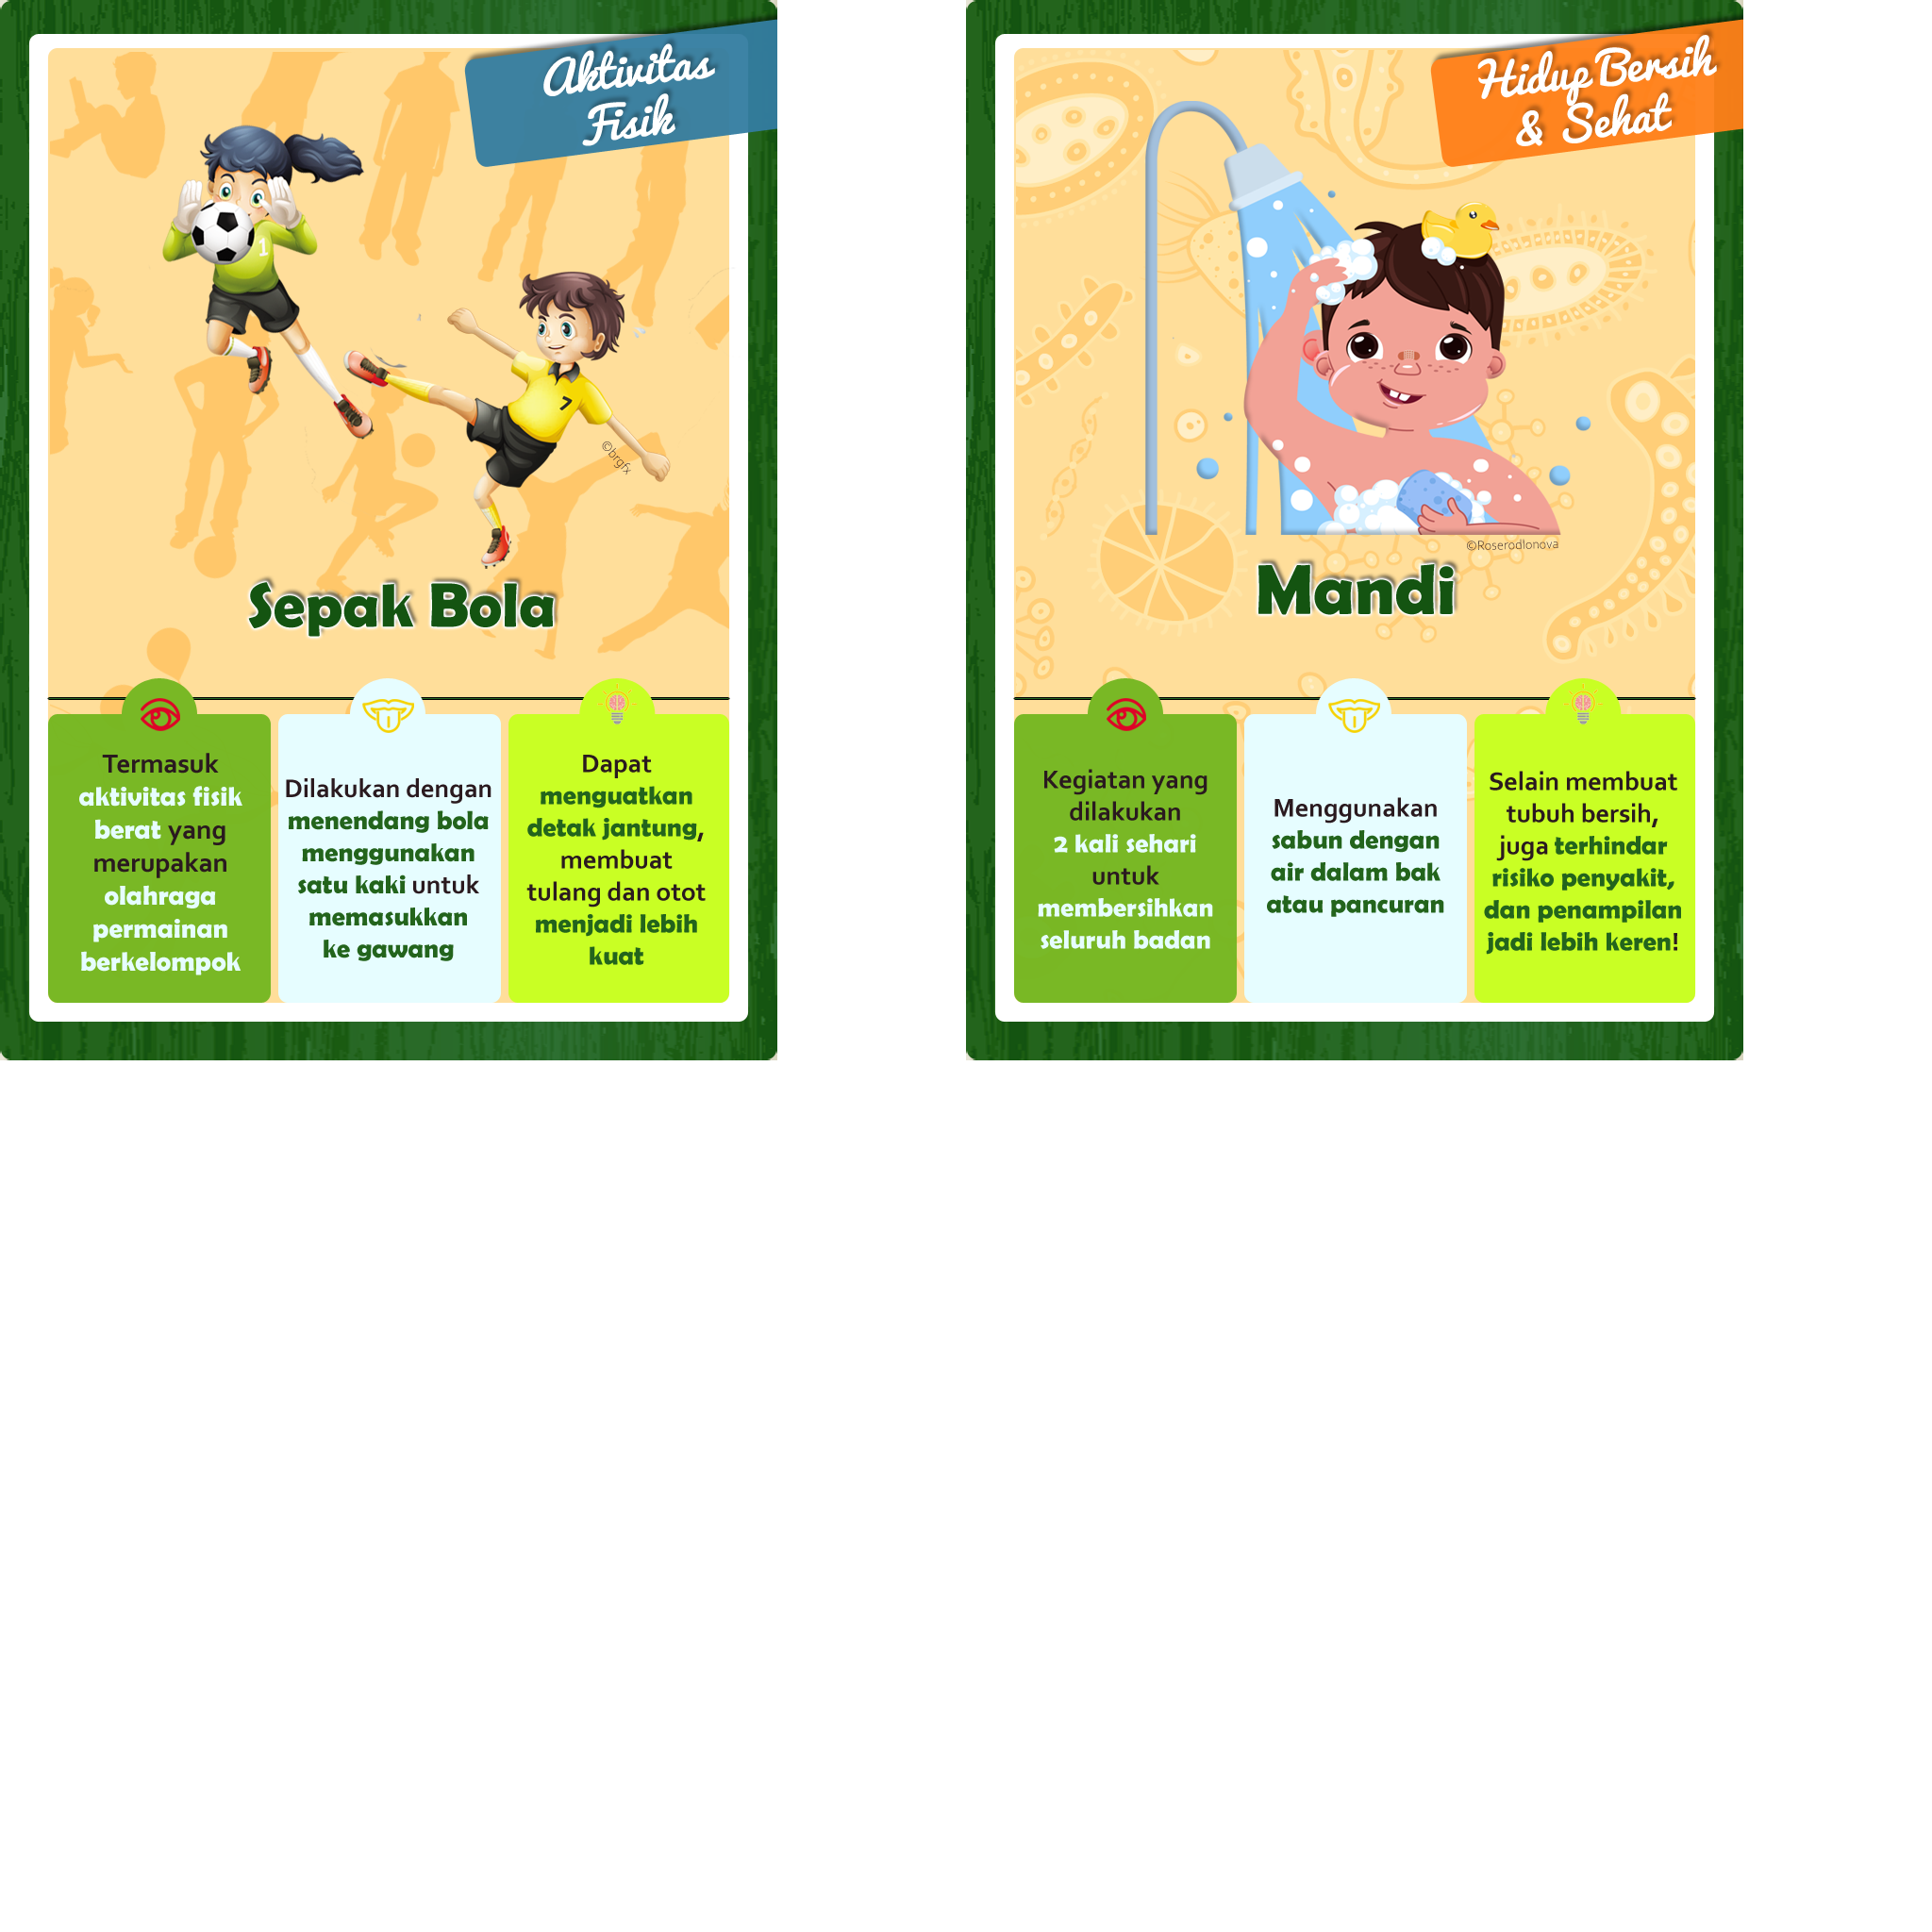 Aktivitas
Fisik
1
7
©brgfx
Sepak Bola
Termasuk
aktivitas fisik
berat yang
merupakan
olahraga
permainan
berkelompok
Dilakukan dengan
menendang bola
menggunakan
satu kaki untuk
memasukkan
ke gawang
Dapat
menguatkan
detak jantung,
membuat
tulang dan otot
menjadi lebih
kuat
Hidup Bersih
& Sehat
©Roserodlonova
Mandi
Kegiatan yang
dilakukan
2 kali sehari
untuk
membersihkan
seluruh badan
Menggunakan
sabun dengan
air dalam bak
atau pancuran
Selain membuat
tubuh bersih,
juga terhindar
risiko penyakit,
dan penampilan
jadi lebih keren!